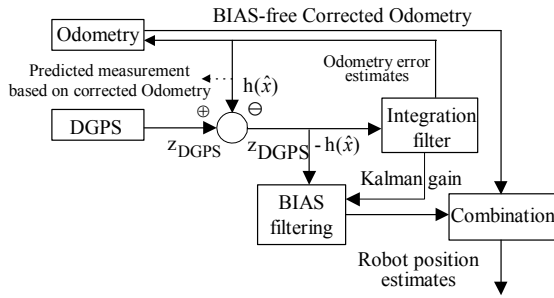 BIAS-free Corrected Odometry
Odometry
Predicted measurement
based on corrected Odometry
h(x̂)
Odometry error
estimates
⊕
⊖
DGPS
z_DGPS
z_DGPS - h(x̂)
Integration
filter
Kalman gain
BIAS
filtering
Combination
Robot position
estimates